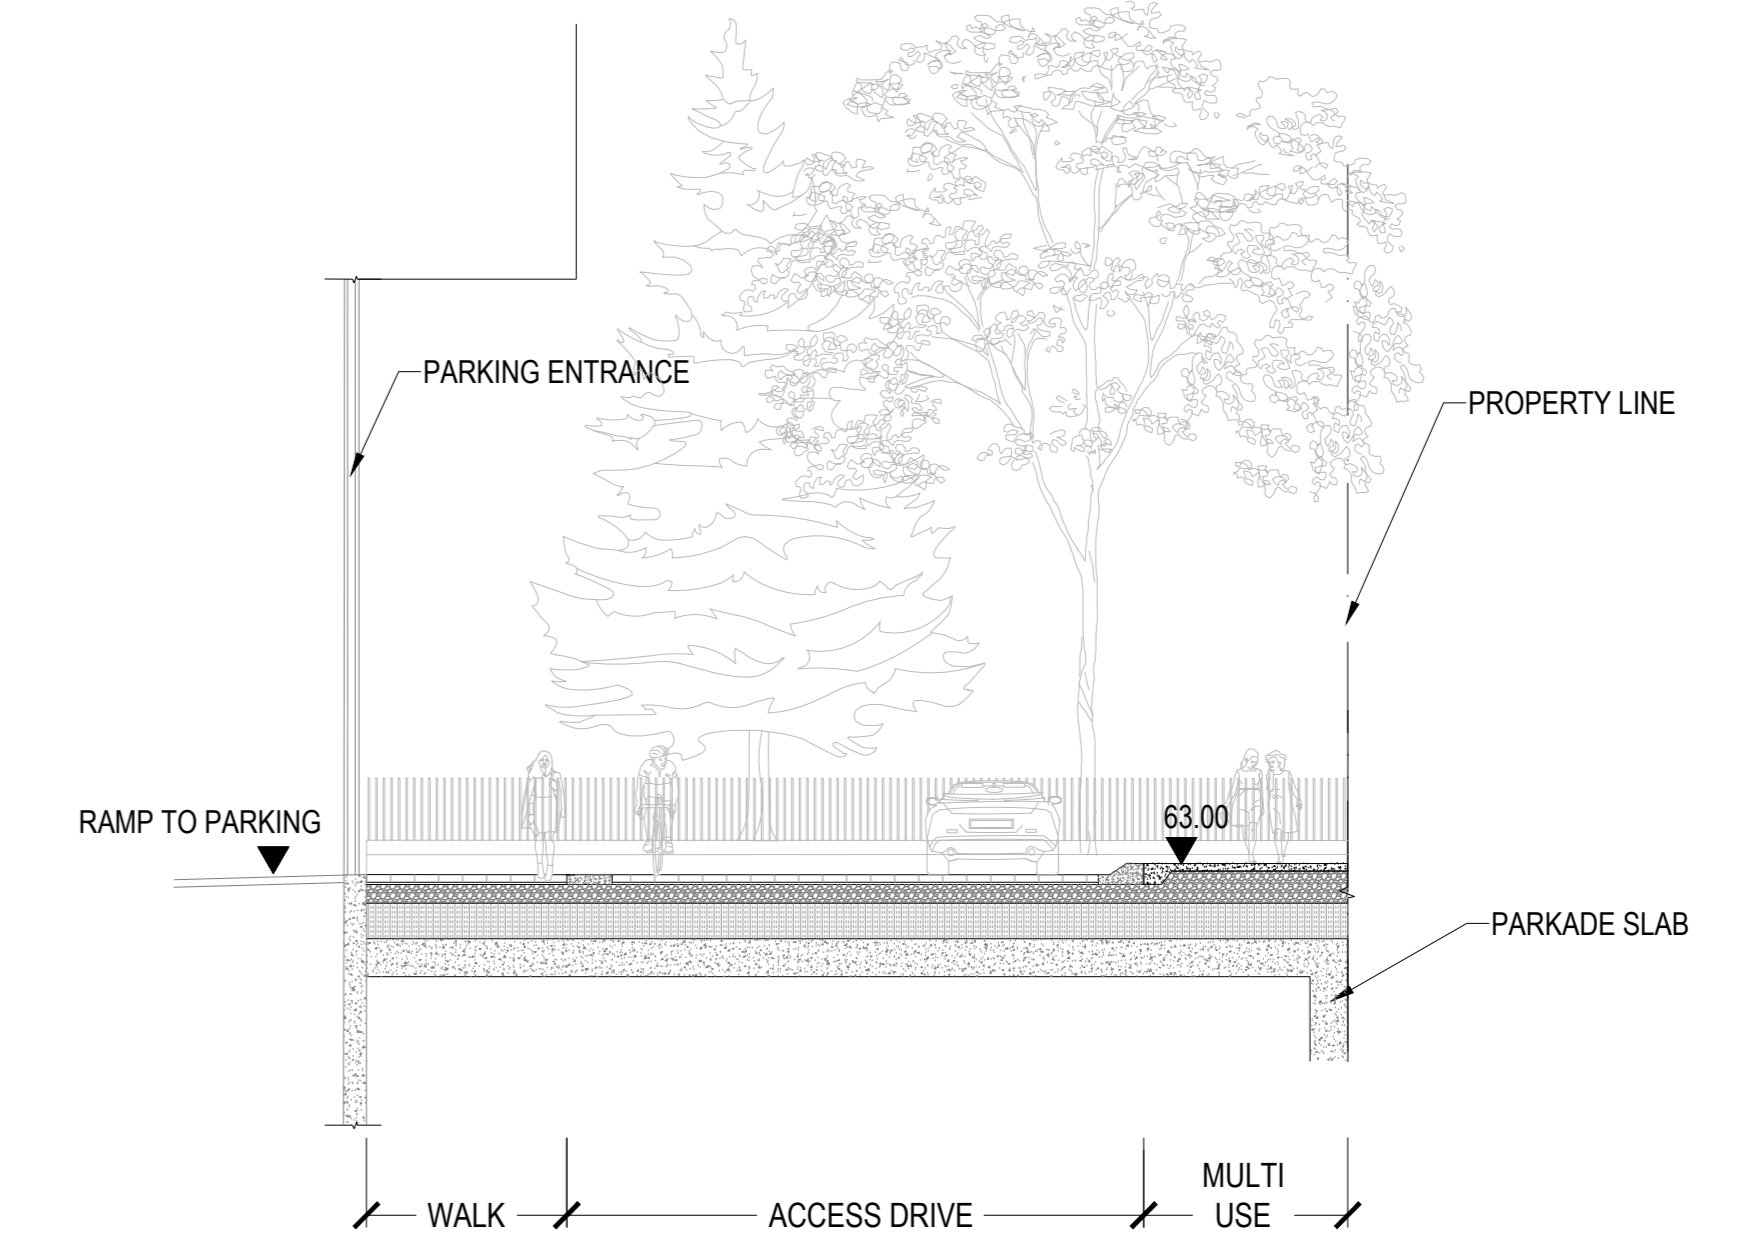 PARKING ENTRANCE
PROPERTY LINE
RAMP TO PARKING
63.00
PARKADE SLAB
WALK
ACCESS DRIVE
MULTI
USE